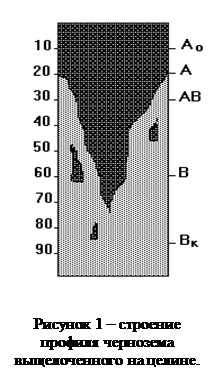 10 Aо
20 A
30 AB
40
50
60 B
70
80
90 Bк
Рисунок 1 – строение
профиля чернозема
выщелоченного на целине.